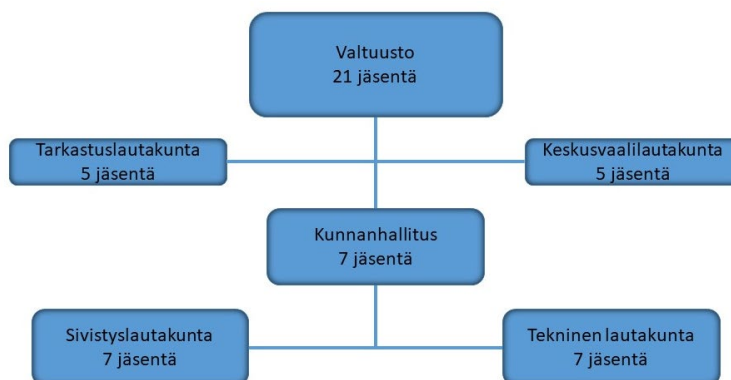 Valtuusto
21 jäsentä
Tarkastuslautakunta
5 jäsentä
Keskusvaalilautakunta
5 jäsentä
Kunnanhallitus
7 jäsentä
Sivistyslautakunta
7 jäsentä
Tekninen lautakunta
7 jäsentä